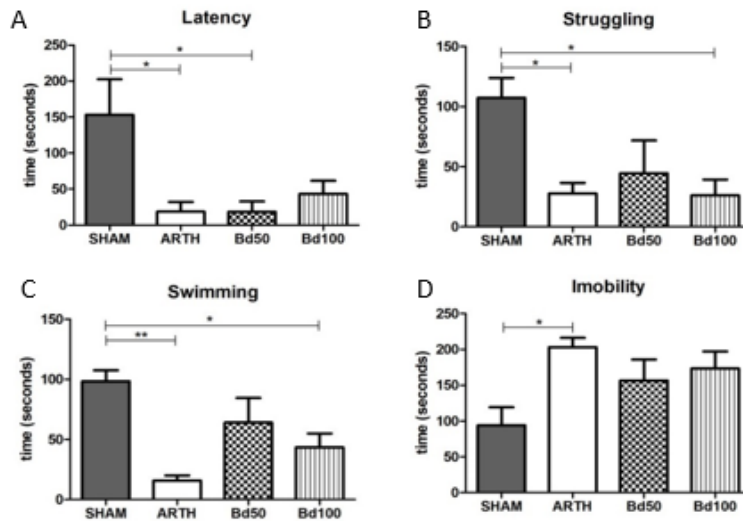 A
Latency
time (seconds)
250
200
150
100
50
0
*
*
SHAM ARTH Bd50 Bd100
B
Struggling
time (seconds)
150
100
50
0
*
*
SHAM ARTH Bd50 Bd100
C
Swimming
time (seconds)
150
100
50
0
*
**
SHAM ARTH Bd50 Bd100
D
Imobility
time (seconds)
250
200
150
100
50
0
*
SHAM ARTH Bd50 Bd100